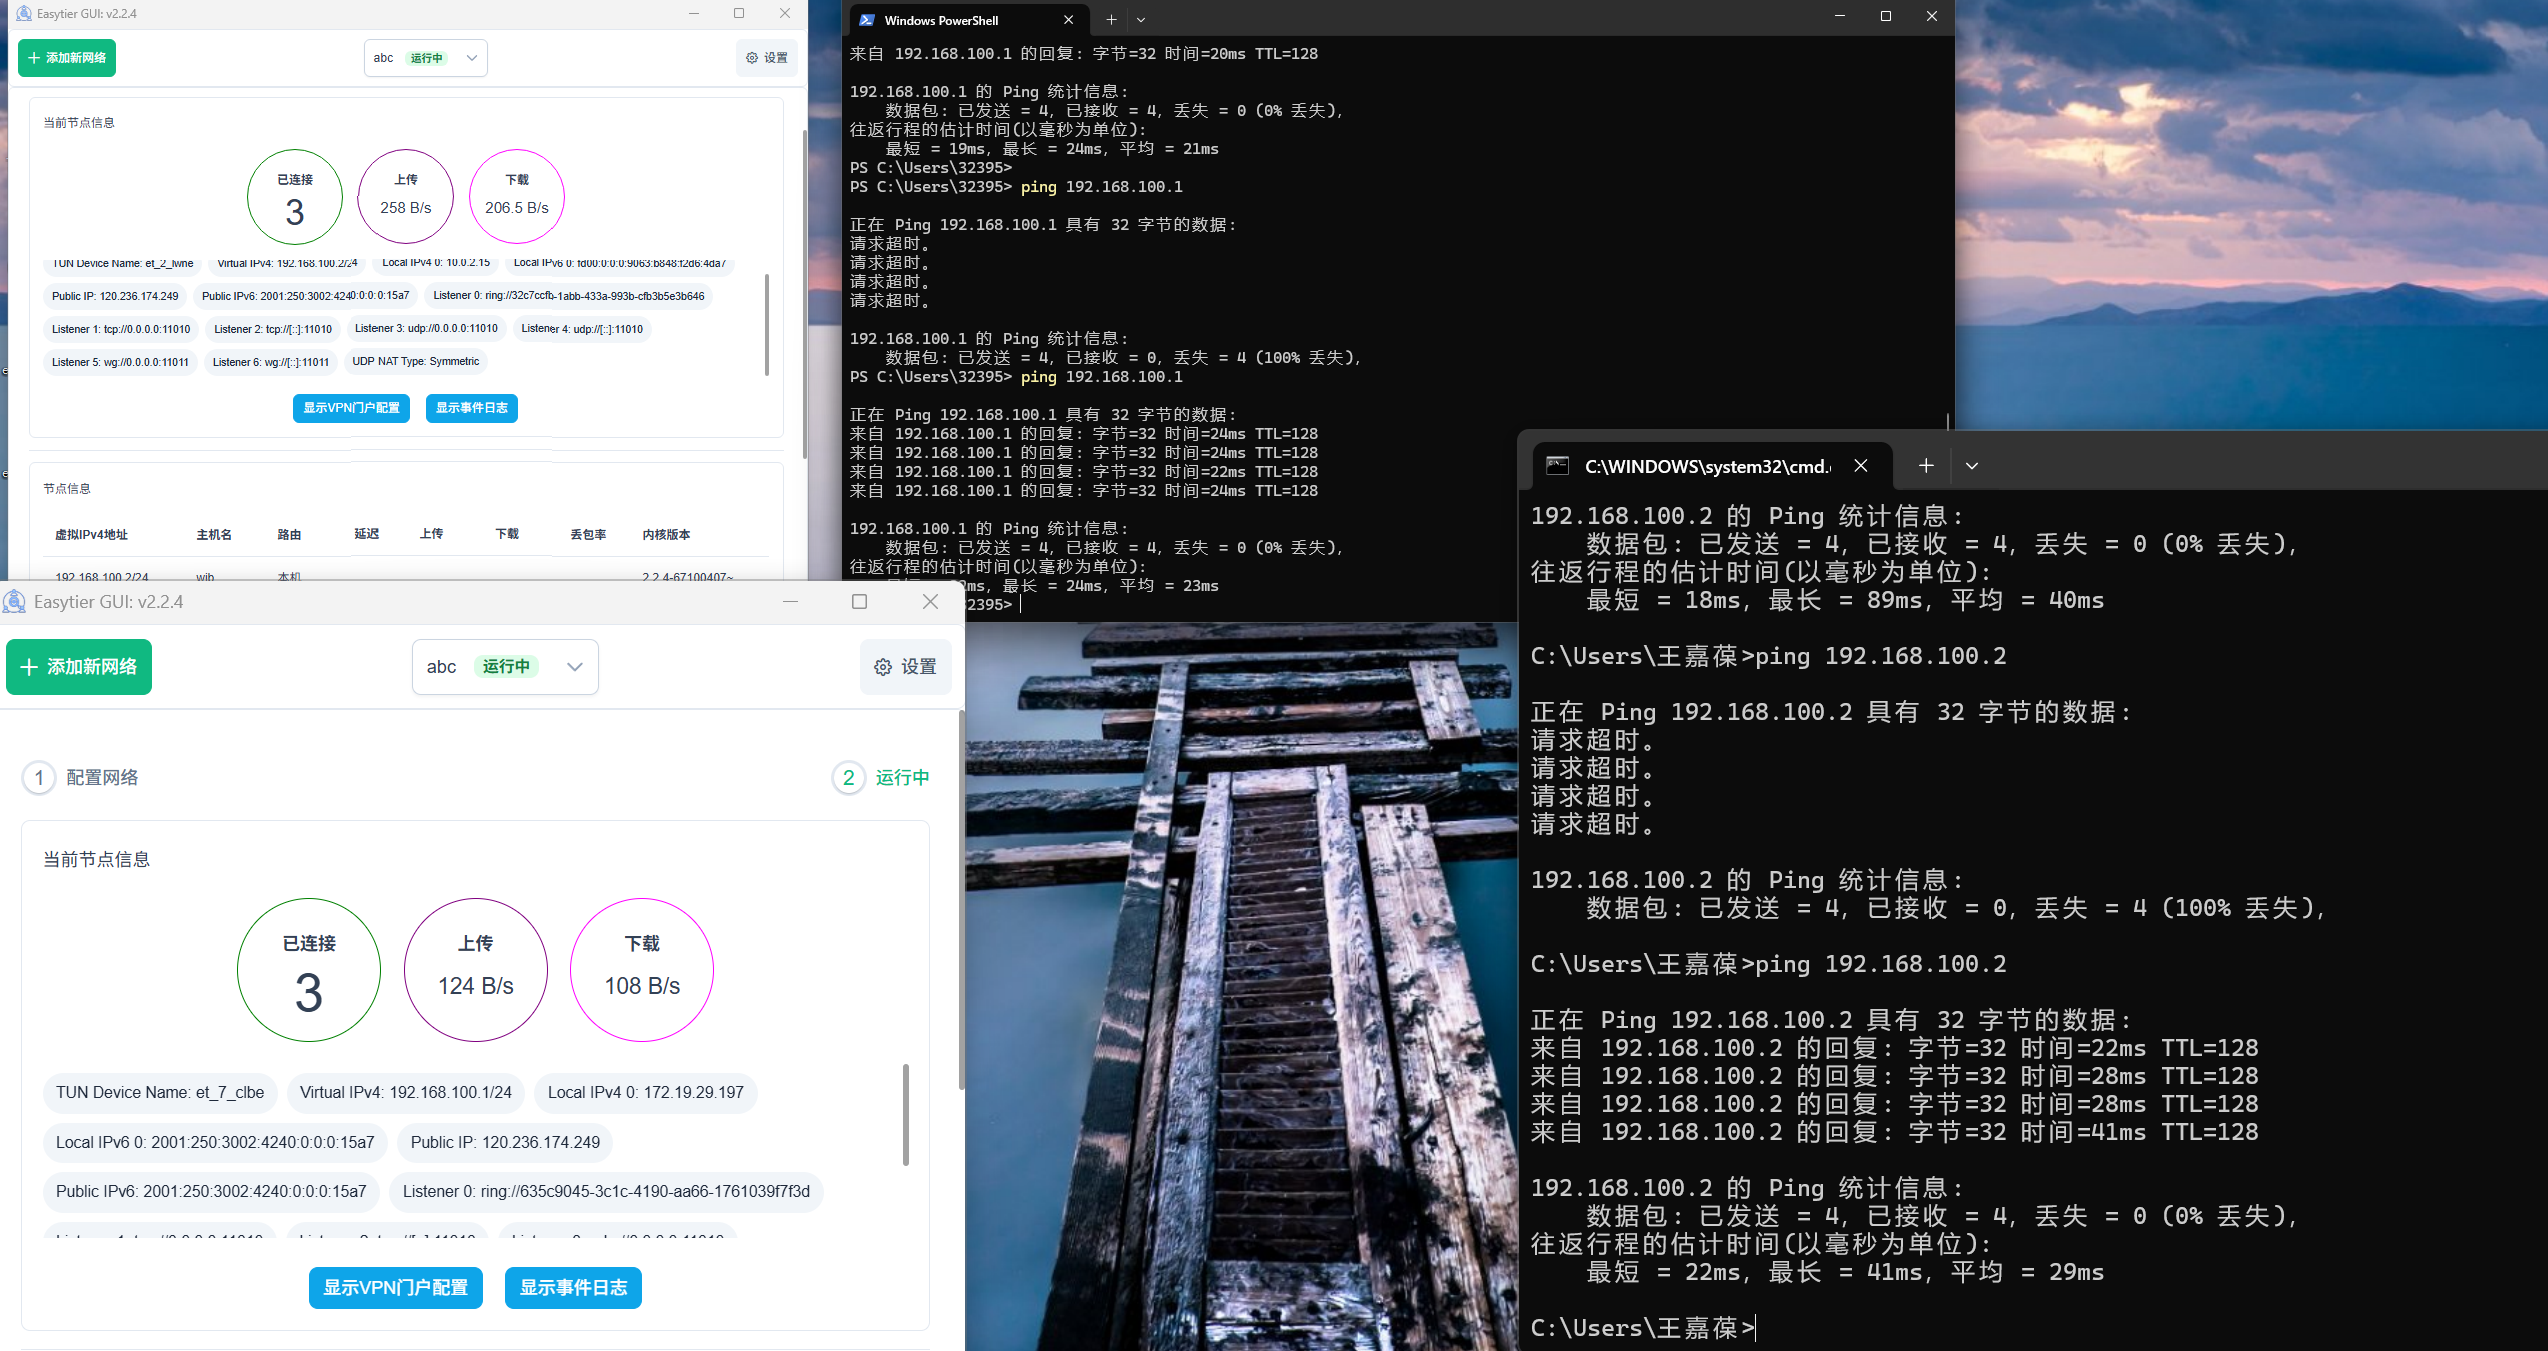 Easytier GUI: v2.2.4
添加新网络
abc 运行中
设置
当前节点信息
已连接
3
上传
258 B/s
下载
206.5 B/s
TUN Device Name: et_2_lwne
Virtual IPv4: 192.168.100.2/24
Local IPv4 0: 10.0.2.15
Local IPv6 0: fd00:0:0:0:9063:b848:f2d6:4da7
Public IP: 120.236.174.249
Public IPv6: 2001:250:3002:4240:0:0:0:15a7
Listener 0: ring://32c7ccfb-1abb-433a-993b-cfb3b5e3b646
Listener 1: tcp://0.0.0.0:11010
Listener 2: tcp://[::]:11010
Listener 3: udp://0.0.0.0:11010
Listener 4: udp://[::]:11010
Listener 5: wg://0.0.0.0:11011
Listener 6: wg://[::]:11011
UDP NAT Type: Symmetric
显示VPN门户配置
显示事件日志
节点信息
虚拟IPv4地址 主机名 路由 延迟 上传 下载 丢包率 内核版本
192.168.100.2/24 wjb 本机 2.2.4-67100407~
Windows PowerShell
来自 192.168.100.1 的回复: 字节=32 时间=20ms TTL=128
192.168.100.1 的 Ping 统计信息:
数据包: 已发送 = 4, 已接收 = 4, 丢失 = 0 (0% 丢失),
往返行程的估计时间(以毫秒为单位):
最短 = 19ms, 最长 = 24ms, 平均 = 21ms
PS C:\Users\32395>
PS C:\Users\32395> ping 192.168.100.1
正在 Ping 192.168.100.1 具有 32 字节的数据:
请求超时。
请求超时。
请求超时。
请求超时。
192.168.100.1 的 Ping 统计信息:
数据包: 已发送 = 4, 已接收 = 0, 丢失 = 4 (100% 丢失),
PS C:\Users\32395> ping 192.168.100.1
正在 Ping 192.168.100.1 具有 32 字节的数据:
来自 192.168.100.1 的回复: 字节=32 时间=24ms TTL=128
来自 192.168.100.1 的回复: 字节=32 时间=24ms TTL=128
来自 192.168.100.1 的回复: 字节=32 时间=22ms TTL=128
来自 192.168.100.1 的回复: 字节=32 时间=24ms TTL=128
192.168.100.1 的 Ping 统计信息:
数据包: 已发送 = 4, 已接收 = 4, 丢失 = 0 (0% 丢失),
往返行程的估计时间(以毫秒为单位):
ms, 最长 = 24ms, 平均 = 23ms
32395>
Easytier GUI: v2.2.4
添加新网络
abc 运行中
设置
1 配置网络
2 运行中
当前节点信息
已连接
3
上传
124 B/s
下载
108 B/s
TUN Device Name: et_7_clbe
Virtual IPv4: 192.168.100.1/24
Local IPv4 0: 172.19.29.197
Local IPv6 0: 2001:250:3002:4240:0:0:0:15a7
Public IP: 120.236.174.249
Public IPv6: 2001:250:3002:4240:0:0:0:15a7
Listener 0: ring://635c9045-3c1c-4190-aa66-1761039f7f3d
显示VPN门户配置
显示事件日志
C:\WINDOWS\system32\cmd.
192.168.100.2 的 Ping 统计信息:
数据包: 已发送 = 4, 已接收 = 4, 丢失 = 0 (0% 丢失),
往返行程的估计时间(以毫秒为单位):
最短 = 18ms, 最长 = 89ms, 平均 = 40ms
C:\Users\王嘉葆>ping 192.168.100.2
正在 Ping 192.168.100.2 具有 32 字节的数据:
请求超时。
请求超时。
请求超时。
请求超时。
192.168.100.2 的 Ping 统计信息:
数据包: 已发送 = 4, 已接收 = 0, 丢失 = 4 (100% 丢失),
C:\Users\王嘉葆>ping 192.168.100.2
正在 Ping 192.168.100.2 具有 32 字节的数据:
来自 192.168.100.2 的回复: 字节=32 时间=22ms TTL=128
来自 192.168.100.2 的回复: 字节=32 时间=28ms TTL=128
来自 192.168.100.2 的回复: 字节=32 时间=28ms TTL=128
来自 192.168.100.2 的回复: 字节=32 时间=41ms TTL=128
192.168.100.2 的 Ping 统计信息:
数据包: 已发送 = 4, 已接收 = 4, 丢失 = 0 (0% 丢失),
往返行程的估计时间(以毫秒为单位):
最短 = 22ms, 最长 = 41ms, 平均 = 29ms
C:\Users\王嘉葆>